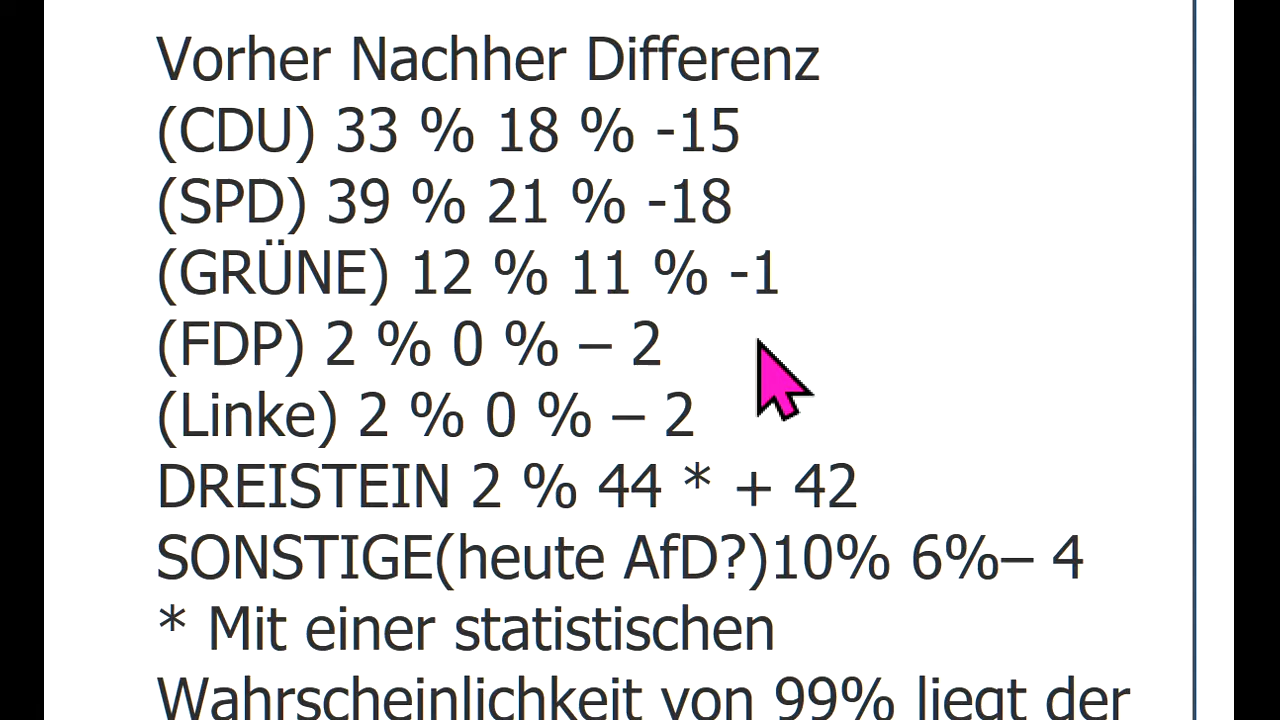 Vorher Nachher Differenz
(CDU) 33 % 18 % -15
(SPD) 39 % 21 % -18
(GRÜNE) 12 % 11 % -1
(FDP) 2 % 0 % – 2
(Linke) 2 % 0 % – 2
DREISTEIN 2 % 44 * + 42
SONSTIGE(heute AfD?)10% 6%– 4
* Mit einer statistischen
Wahrscheinlichkeit von 99% liegt der